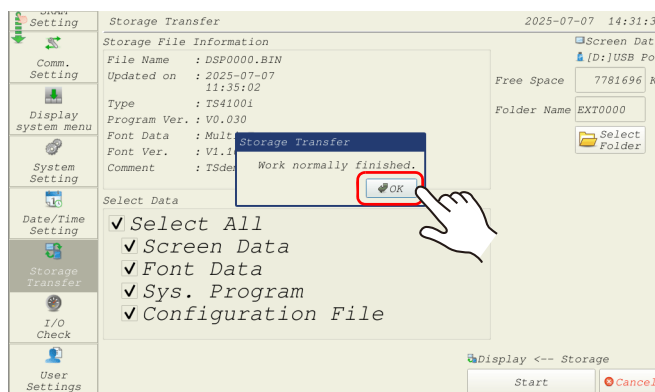 Setting
Storage Transfer
2025-07-07 14:31:3
Comm.
Setting
Display
system menu
System
Setting
Date/Time
Setting
Storage
Transfer
I/O
Check
User
Settings
Storage File Information
File Name : DSP0000.BIN
Updated on : 2025-07-07
11:35:02
Type : TS4100i
Program Ver. : V0.030
Font Data : Mult
Font Ver. : V1.1
Comment : TSde
Storage Transfer
Work normally finished.
OK
Screen Dat
[D:]USB Po
Free Space 7781696 K
Folder Name EXT0000
Select
Folder
Select Data
Select All
Screen Data
Font Data
Sys. Program
Configuration File
Display <-- Storage
Start
Cancel